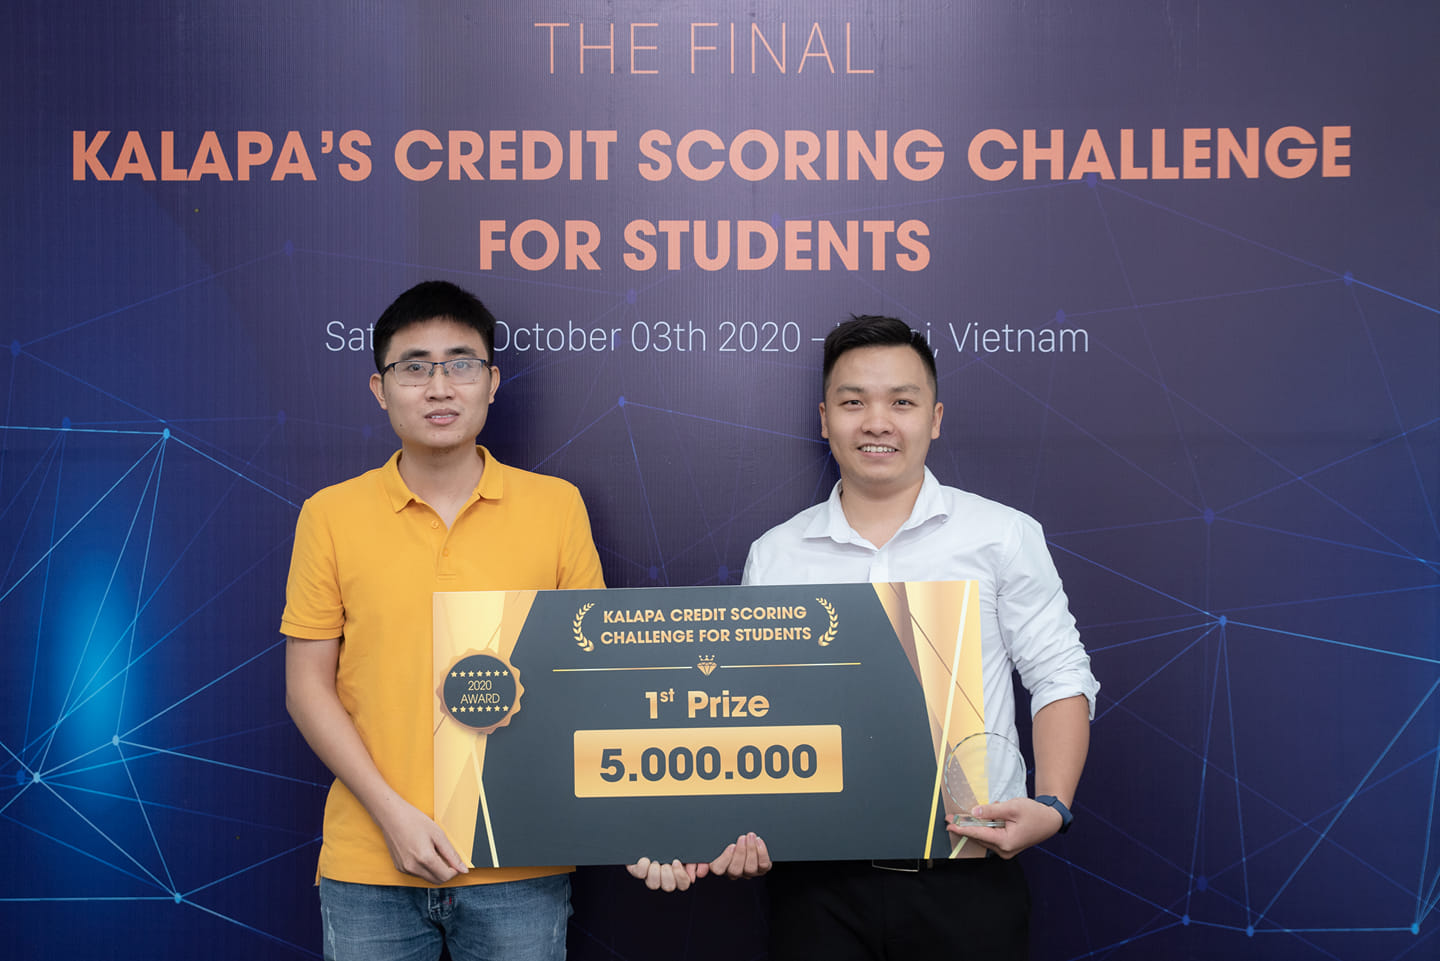 THE FINAL
KALAPA'S CREDIT SCORING CHALLENGE
FOR STUDENTS
October 03th 2020 – Vietnam
KALAPA CREDIT SCORING
CHALLENGE FOR STUDENTS
2020
AWARD
1st Prize
5.000.000